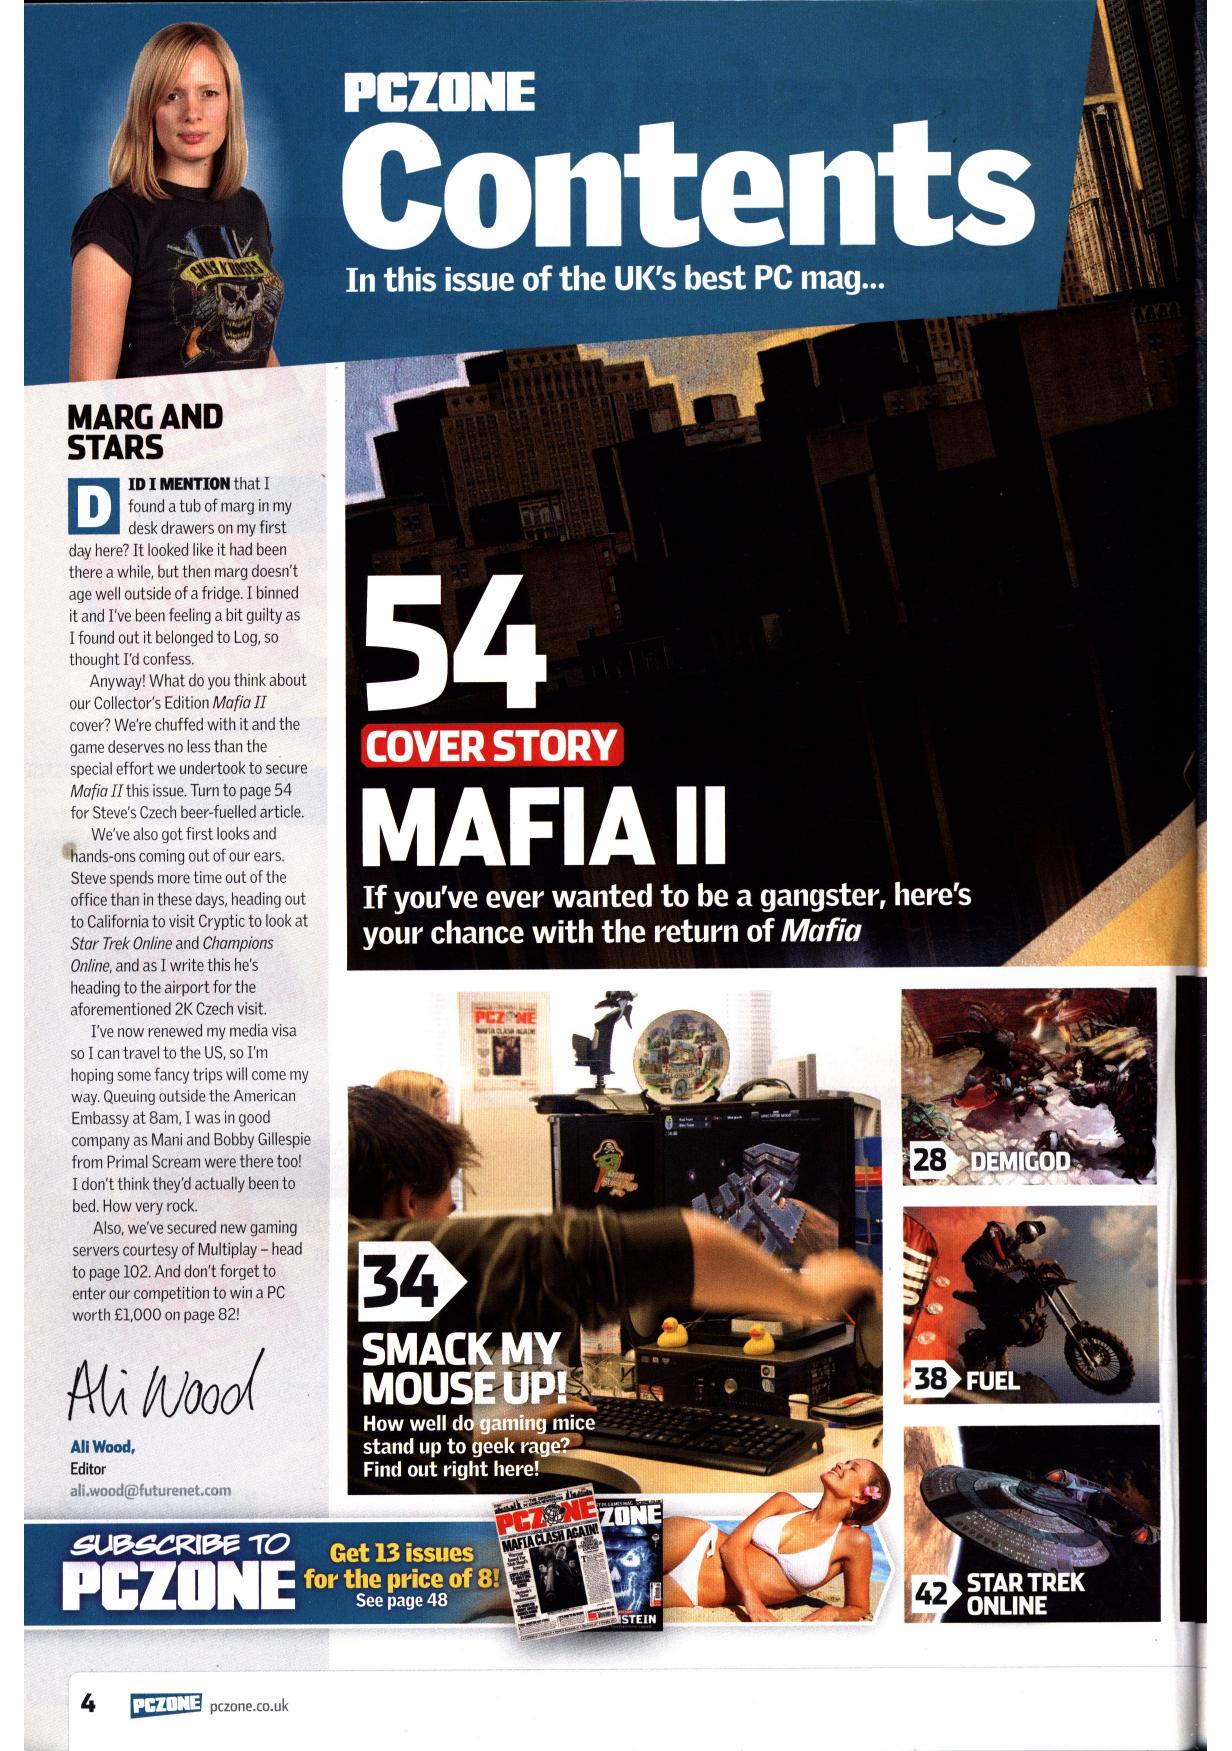 PCZONE
Contents
In this issue of the UK's best PC mag...
GUNS N' ROSES
MARG AND
STARS
DID I MENTION that I
found a tub of marg in my
desk drawers on my first
day here? It looked like it had been
there a while, but then marg doesn't
age well outside of a fridge. I binned
it and I've been feeling a bit guilty as
I found out it belonged to Log, so
thought I'd confess.
Anyway! What do you think about
our Collector's Edition Mafia II
cover? We're chuffed with it and the
game deserves no less than the
special effort we undertook to secure
Mafia II this issue. Turn to page 54
for Steve's Czech beer-fuelled article.
We've also got first looks and
hands-ons coming out of our ears.
Steve spends more time out of the
office than in these days, heading out
to California to visit Cryptic to look at
Star Trek Online and Champions
Online, and as I write this he's
heading to the airport for the
aforementioned 2K Czech visit.
I've now renewed my media visa
so I can travel to the US, so I'm
hoping some fancy trips will come my
way. Queuing outside the American
Embassy at 8am, I was in good
company as Mani and Bobby Gillespie
from Primal Scream were there too!
I don't think they'd actually been to
bed. How very rock.
Also, we've secured new gaming
servers courtesy of Multiplay – head
to page 102. And don't forget to
enter our competition to win a PC
worth £1,000 on page 82!
Ali Wood
Ali Wood,
Editor
ali.wood@futurenet.com
54
COVER STORY
MAFIA II
If you've ever wanted to be a gangster, here's
your chance with the return of Mafia
PCZONE
MAFIA CLASH AGAIN!
34
SMACK MY
MOUSE UP!
How well do gaming mice
stand up to geek rage?
Find out right here!
28 DEMIGOD
38 FUEL
42 STAR TREK
ONLINE
SUBSCRIBE TO
PCZONE
Get 13 issues
for the price of 8!
See page 48
PCZONE
MAFIA CLASH AGAIN!
ZONE
STEIN
4 PCZONE pczone.co.uk